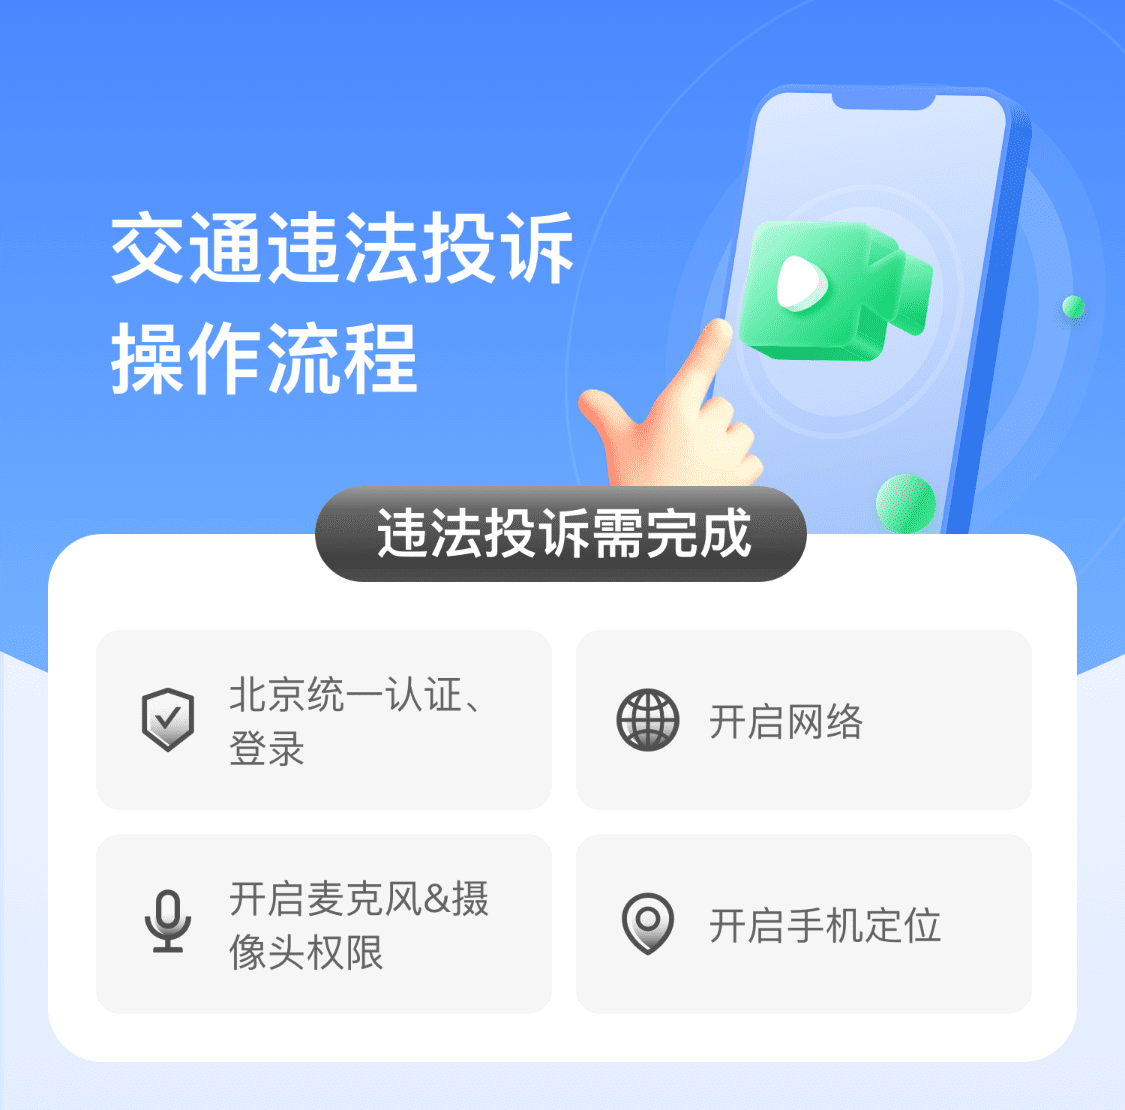 交通违法投诉
操作流程
违法投诉需完成
北京统一认证、
登录
开启网络
开启麦克风&摄
像头权限
开启手机定位